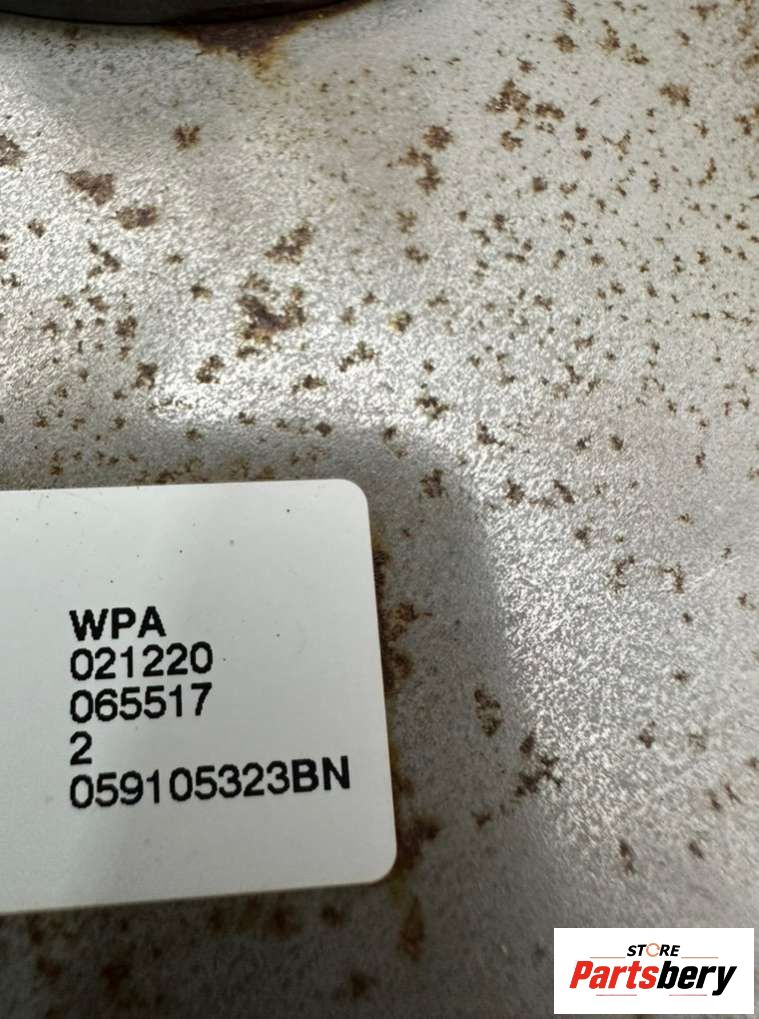 WPA
021220
065517
2
059105323BN
STORE
Partsbery